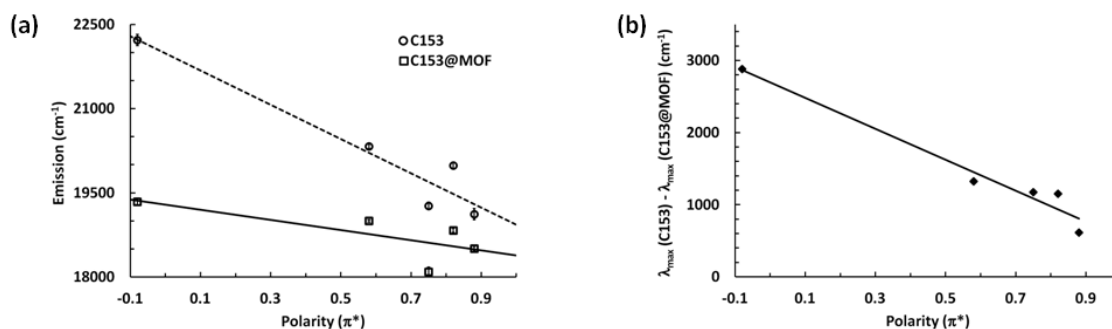 (a)
22500
21000
19500
18000
Emission (cm⁻¹)
C153
C153@MOF
-0.1 0.1 0.3 0.5 0.7 0.9
Polarity (π*)
(b)
3000
2000
1000
0
λmax (C153) - λmax (C153@MOF) (cm⁻¹)
-0.1 0.1 0.3 0.5 0.7 0.9
Polarity (π*)